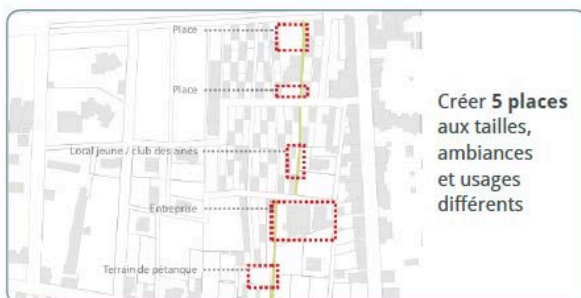 Place
Place
Local jeune / club des ainés
Entreprise
Terrain de pétanque
Créer 5 places
aux tailles,
ambiances
et usages
différents